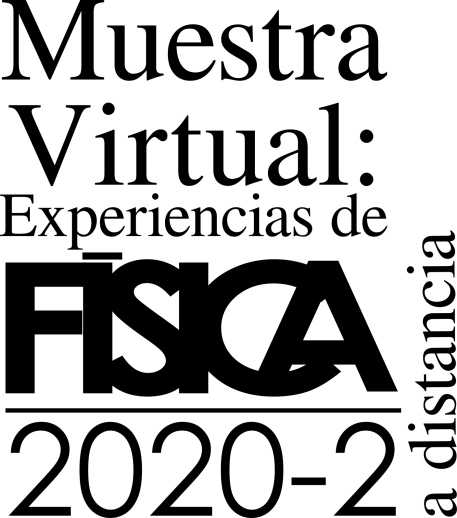 Muestra
Virtual:
Experiencias de
FÍSICA
2020-2
a distancia